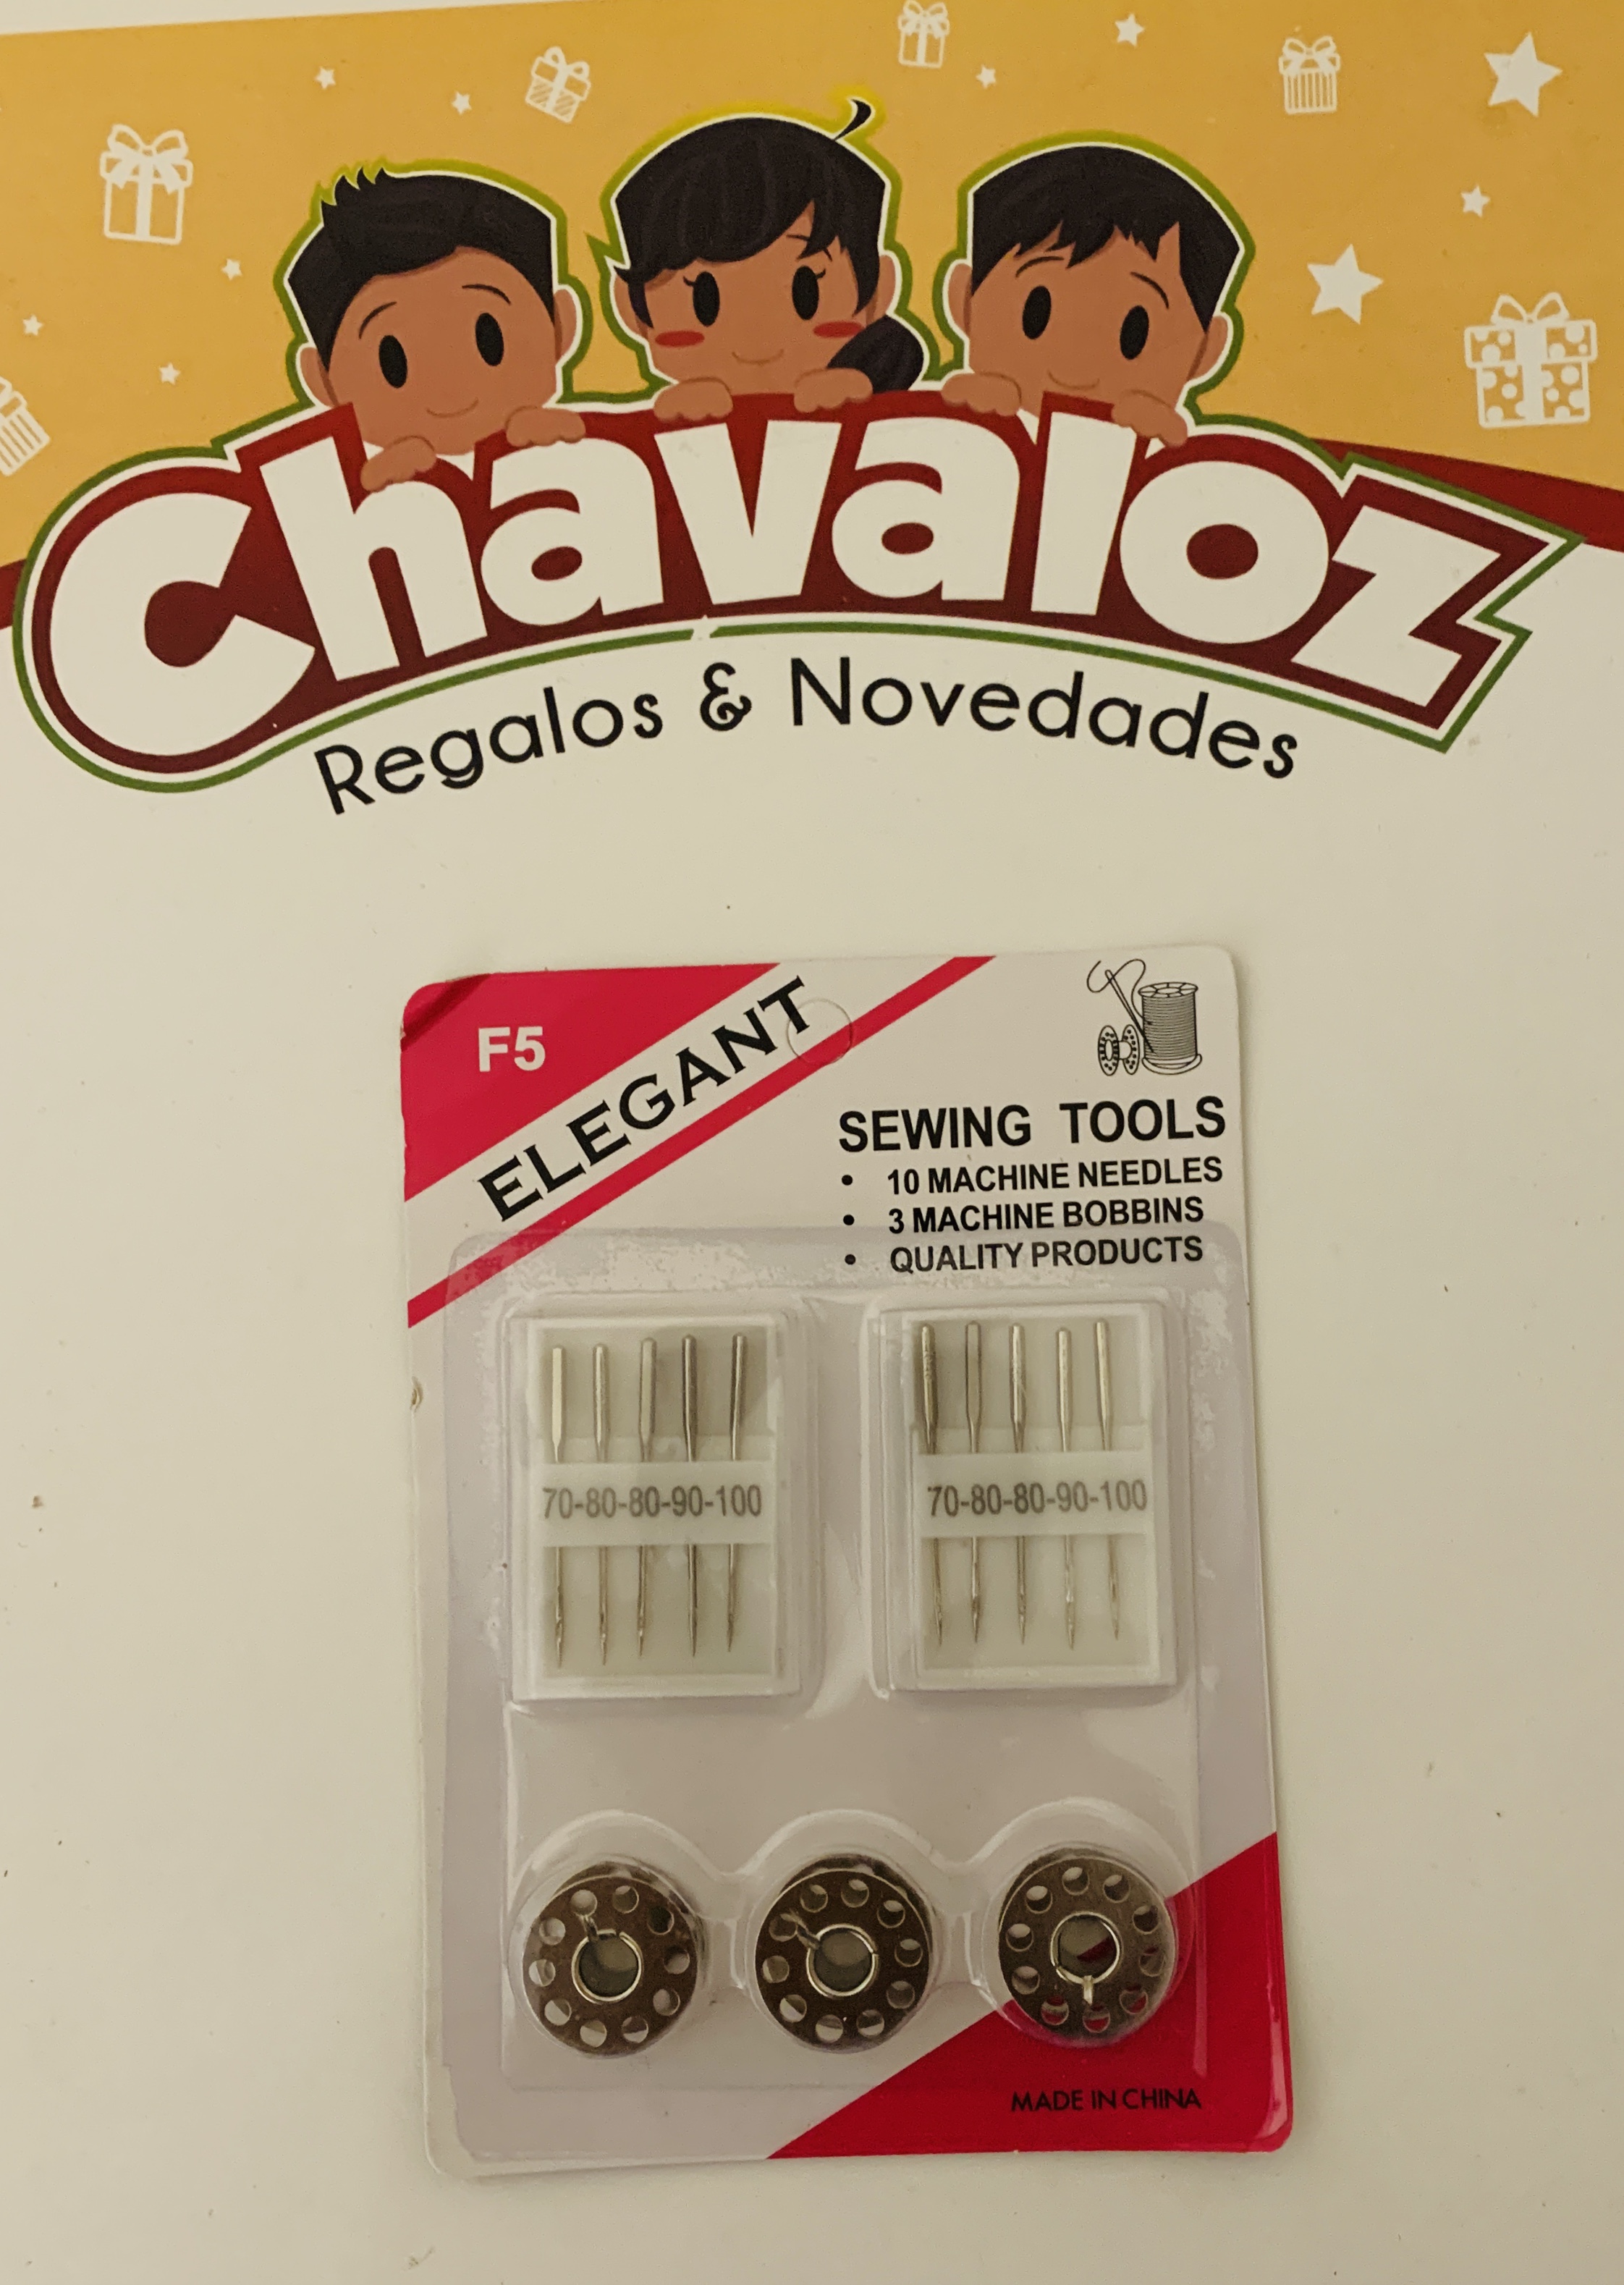 Chavaloz
Regalos & Novedades
F5
ELEGANT
SEWING TOOLS
• 10 MACHINE NEEDLES
• 3 MACHINE BOBBINS
• QUALITY PRODUCTS
70-80-80-90-100
70-80-80-90-100
MADE IN CHINA